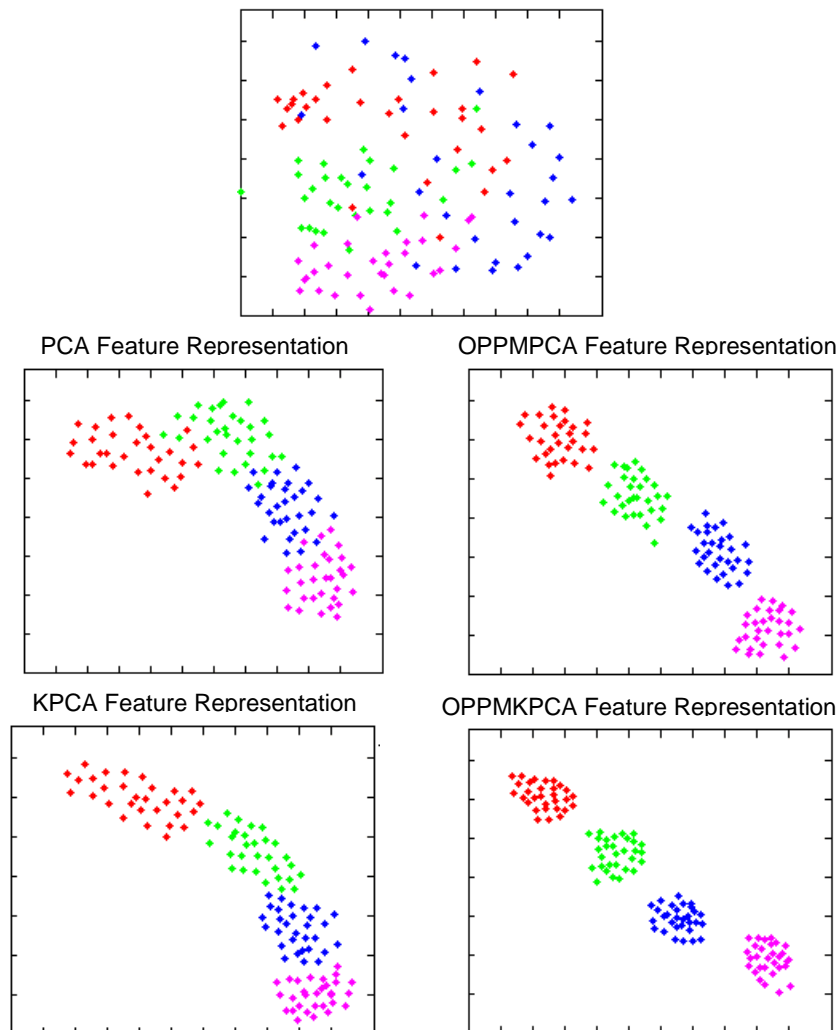 PCA Feature Representation
OPPMPCA Feature Representation
KPCA Feature Representation
OPPMKPCA Feature Representation